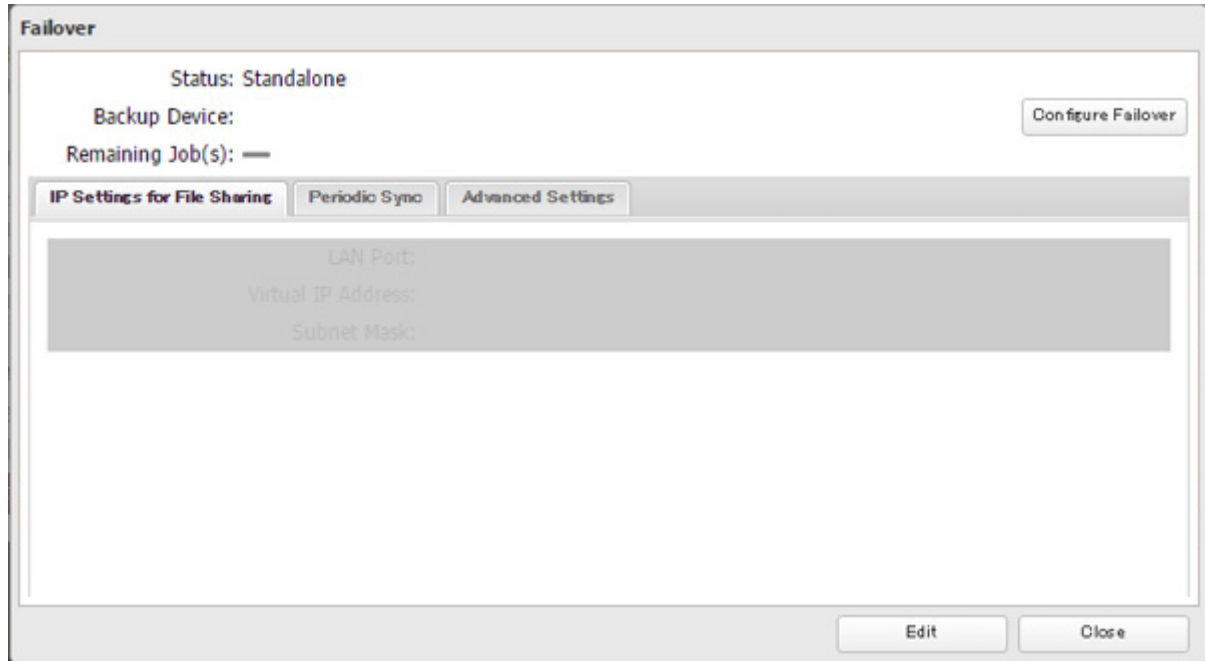 Failover
Status: Standalone
Backup Device:
Configure Failover
Remaining Job(s): —
IP Settings for File Sharing
Periodic Sync
Advanced Settings
LAN Port:
Virtual IP Address:
Subnet Mask:
Edit
Close